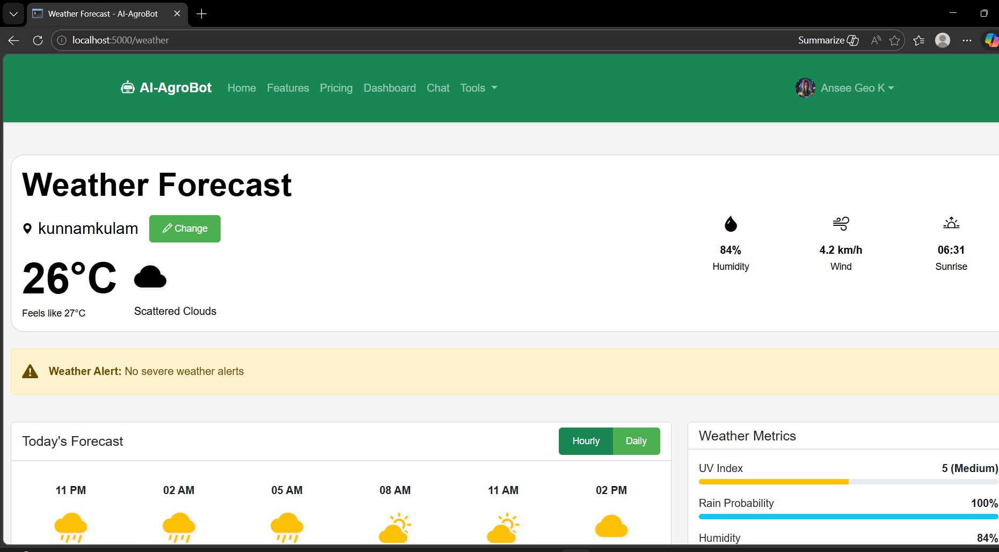 Weather Forecast - AI-AgroBot
localhost:5000/weather
Summarize
AI-AgroBot Home Features Pricing Dashboard Chat Tools
Ansee Geo K
Weather Forecast
kunnamkulam
Change
26°C
Feels like 27°C
Scattered Clouds
84%
Humidity
4.2 km/h
Wind
06:31
Sunrise
Weather Alert: No severe weather alerts
Today's Forecast
Hourly Daily
11 PM 02 AM 05 AM 08 AM 11 AM 02 PM
Weather Metrics
UV Index 5 (Medium)
Rain Probability 100%
Humidity 84%